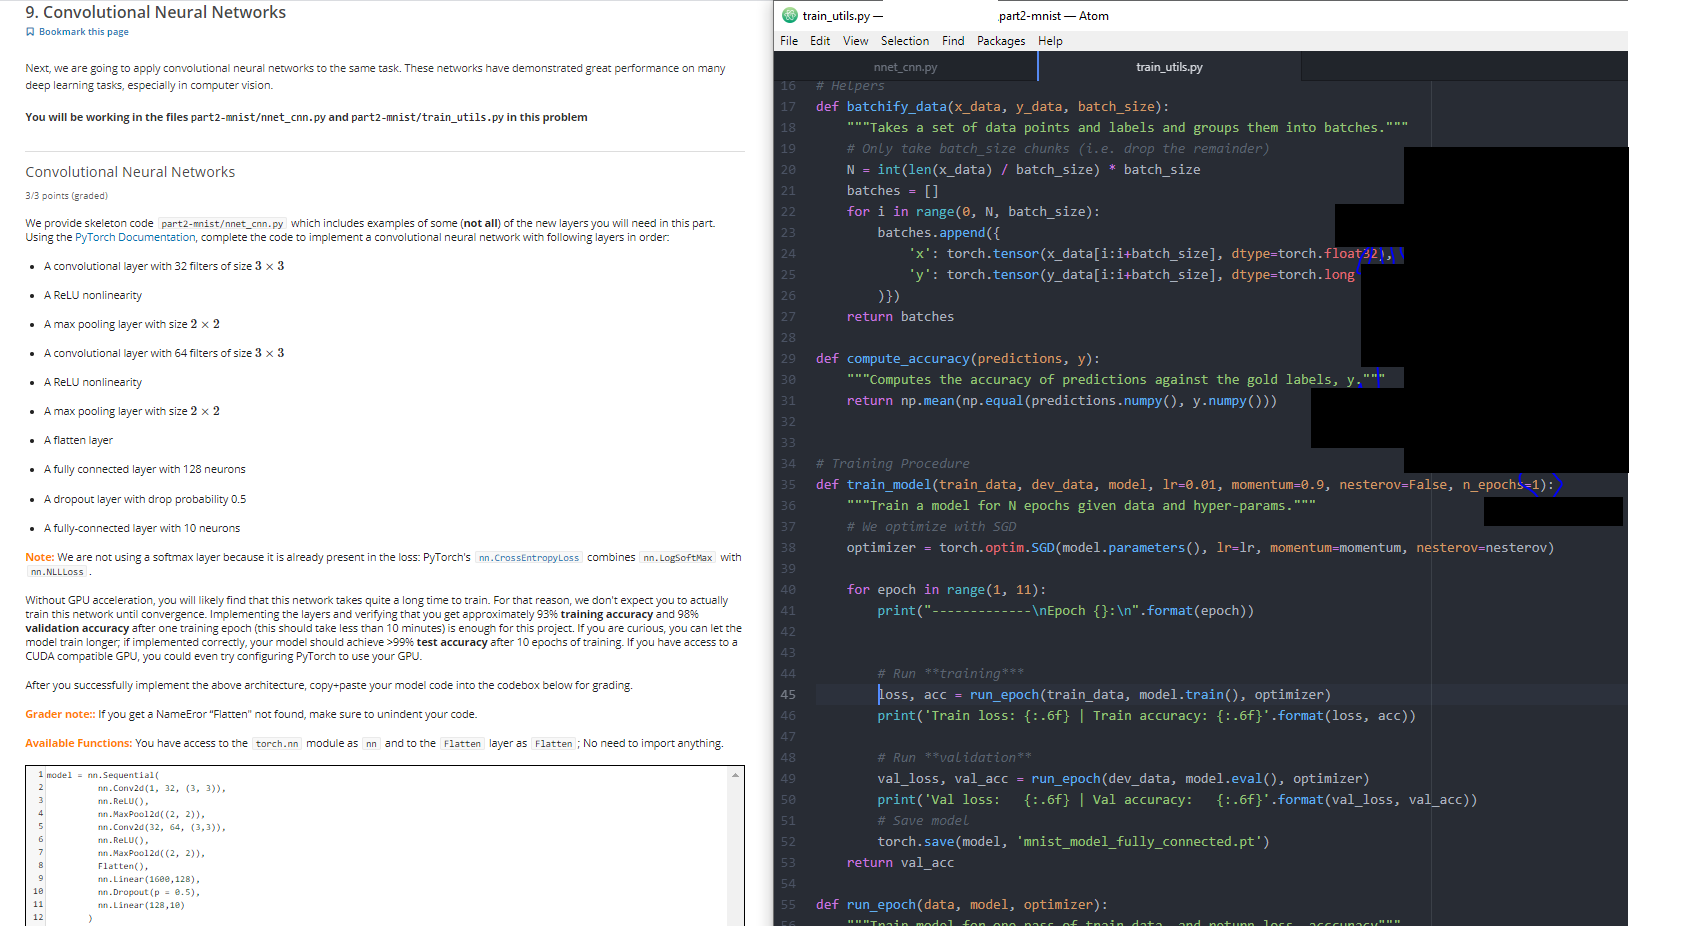 9. Convolutional Neural Networks
Bookmark this page
Next, we are going to apply convolutional neural networks to the same task. These networks have demonstrated great performance on many
deep learning tasks, especially in computer vision.
You will be working in the files part2-mnist/nnet_cnn.py and part2-mnist/train_utils.py in this problem
Convolutional Neural Networks
3/3 points (graded)
We provide skeleton code part2-mnist/nnet_cnn.py which includes examples of some (not all) of the new layers you will need in this part.
Using the PyTorch Documentation, complete the code to implement a convolutional neural network with following layers in order:
• A convolutional layer with 32 filters of size 3 × 3
• A ReLU nonlinearity
• A max pooling layer with size 2 × 2
• A convolutional layer with 64 filters of size 3 × 3
• A ReLU nonlinearity
• A max pooling layer with size 2 × 2
• A flatten layer
• A fully connected layer with 128 neurons
• A dropout layer with drop probability 0.5
• A fully-connected layer with 10 neurons
Note: We are not using a softmax layer because it is already present in the loss: PyTorch's nn.CrossEntropyLoss combines nn.LogSoftMax with
nn.NLLLoss .
Without GPU acceleration, you will likely find that this network takes quite a long time to train. For that reason, we don't expect you to actually
train this network until convergence. Implementing the layers and verifying that you get approximately 93% training accuracy and 98%
validation accuracy after one training epoch (this should take less than 10 minutes) is enough for this project. If you are curious, you can let the
model train longer; if implemented correctly, your model should achieve >99% test accuracy after 10 epochs of training. If you have access to a
CUDA compatible GPU, you could even try configuring PyTorch to use your GPU.
After you successfully implement the above architecture, copy+paste your model code into the codebox below for grading.
Grader note:: If you get a NameEror "Flatten" not found, make sure to unindent your code.
Available Functions: You have access to the torch.nn module as nn and to the Flatten layer as Flatten ; No need to import anything.
1 model = nn.Sequential(
2 nn.Conv2d(1, 32, (3, 3)),
3 nn.ReLU(),
4 nn.MaxPool2d((2, 2)),
5 nn.Conv2d(32, 64, (3,3)),
6 nn.ReLU(),
7 nn.MaxPool2d((2, 2)),
8 Flatten(),
9 nn.Linear(1600,128),
10 nn.Dropout(p = 0.5),
11 nn.Linear(128,10)
12 )
train_utils.py — part2-mnist — Atom
File Edit View Selection Find Packages Help
nnet_cnn.py train_utils.py
16 # Helpers
17 def batchify_data(x_data, y_data, batch_size):
18 """Takes a set of data points and labels and groups them into batches."""
19 # Only take batch_size chunks (i.e. drop the remainder)
20 N = int(len(x_data) / batch_size) * batch_size
21 batches = []
22 for i in range(0, N, batch_size):
23 batches.append({
24 'x': torch.tensor(x_data[i:i+batch_size], dtype=torch.float32),
25 'y': torch.tensor(y_data[i:i+batch_size], dtype=torch.long
26 )})
27 return batches
28
29 def compute_accuracy(predictions, y):
30 """Computes the accuracy of predictions against the gold labels, y."""
31 return np.mean(np.equal(predictions.numpy(), y.numpy()))
32
33
34 # Training Procedure
35 def train_model(train_data, dev_data, model, lr=0.01, momentum=0.9, nesterov=False, n_epochs=1):
36 """Train a model for N epochs given data and hyper-params."""
37 # We optimize with SGD
38 optimizer = torch.optim.SGD(model.parameters(), lr=lr, momentum=momentum, nesterov=nesterov)
39
40 for epoch in range(1, 11):
41 print("-------------\nEpoch {}:\n".format(epoch))
42
43
44 # Run **training***
45 loss, acc = run_epoch(train_data, model.train(), optimizer)
46 print('Train loss: {:.6f} | Train accuracy: {:.6f}'.format(loss, acc))
47
48 # Run **validation**
49 val_loss, val_acc = run_epoch(dev_data, model.eval(), optimizer)
50 print('Val loss: {:.6f} | Val accuracy: {:.6f}'.format(val_loss, val_acc))
51 # Save model
52 torch.save(model, 'mnist_model_fully_connected.pt')
53 return val_acc
54
55 def run_epoch(data, model, optimizer):
56 """Train model for one pass of train data, and return loss, acccuracy"""